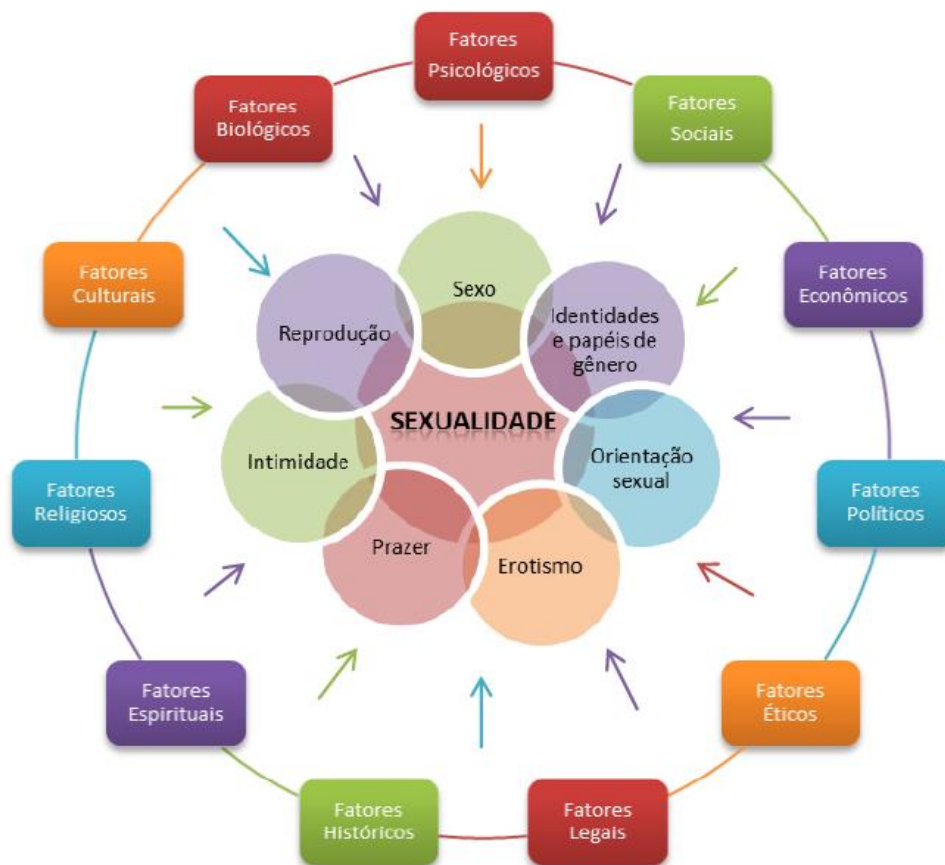 Fatores
Psicológicos
Fatores
Sociais
Fatores
Econômicos
Fatores
Políticos
Fatores
Éticos
Fatores
Legais
Fatores
Históricos
Fatores
Espirituais
Fatores
Religiosos
Fatores
Culturais
Fatores
Biológicos
Sexo
Identidades
e papéis de
gênero
Orientação
sexual
Erotismo
Prazer
Intimidade
Reprodução
SEXUALIDADE